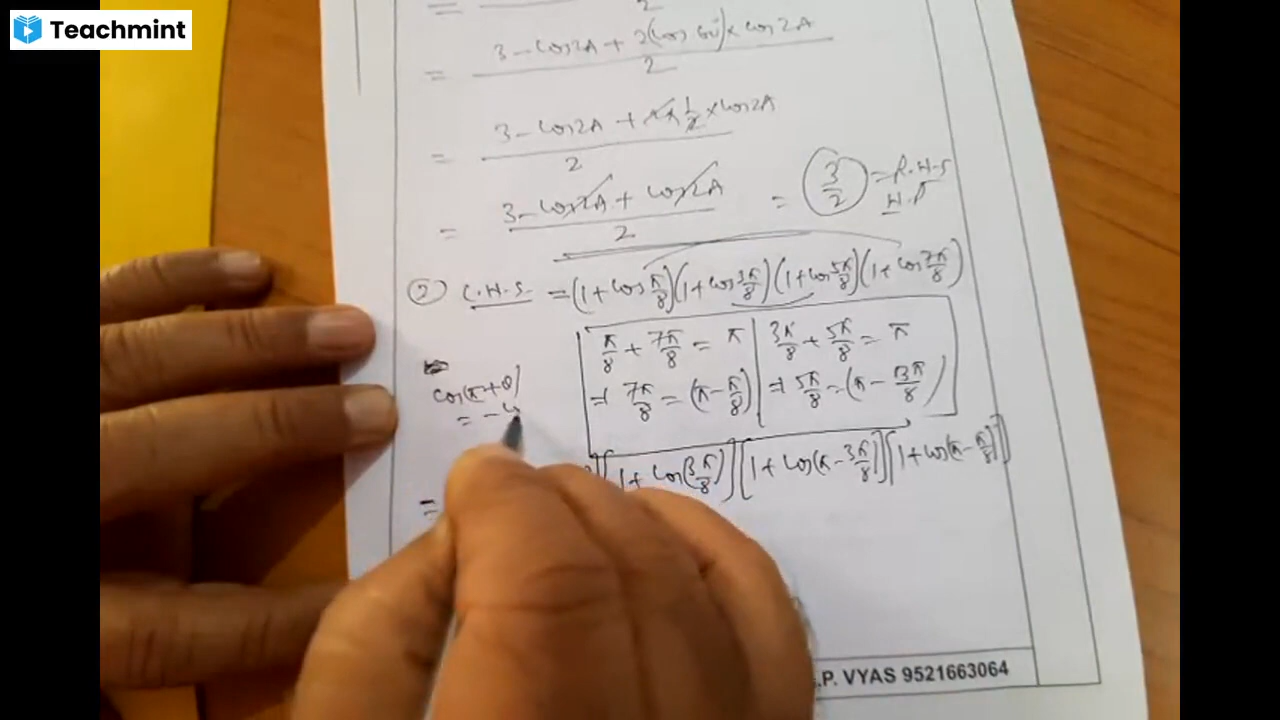 Teachmint
2
= 3 - cos2A + 2(cos 60°) × cos2A
2
= 3 - cos2A + 2 × 1/2 × cos2A
2
= 3 - cos2A + cos2A = 3/2 = R.H.S
2 H.P
② L.H.S. = (1 + cos π/8)(1 + cos 3π/8)(1 + cos 5π/8)(1 + cos 7π/8)
π/8 + 7π/8 = π | 3π/8 + 5π/8 = π
⇒ 7π/8 = (π - π/8) | ⇒ 5π/8 = (π - 3π/8)
cos(π + θ)
= -
][1 + cos(3π/8)][1 + cos(π - 3π/8)][1 + cos(π - π/8)]
=
.P. VYAS 9521663064